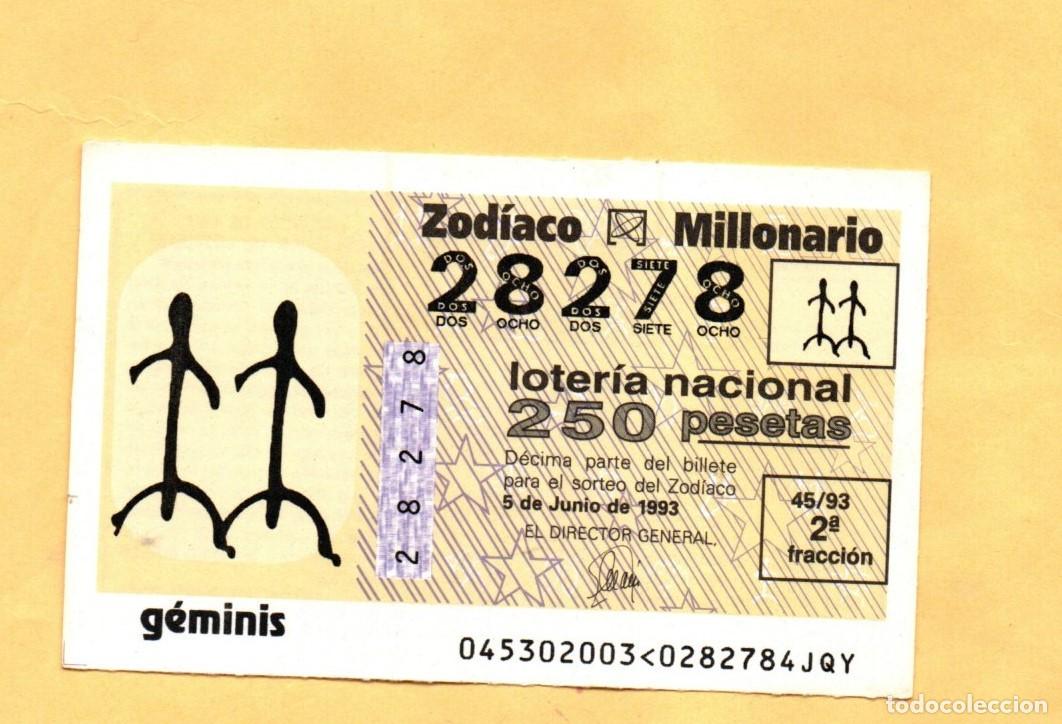 Zodíaco Millonario
28278
DOS OCHO DOS SIETE OCHO
DOS OCHO DOS SIETE OCHO
DOS DOS SIETE
28278
lotería nacional
250 pesetas
Décima parte del billete
para el sorteo del Zodíaco
5 de Junio de 1993
EL DIRECTOR GENERAL,
45/93
2ª
fracción
géminis
045302003<0282784JQY
todocoleccion